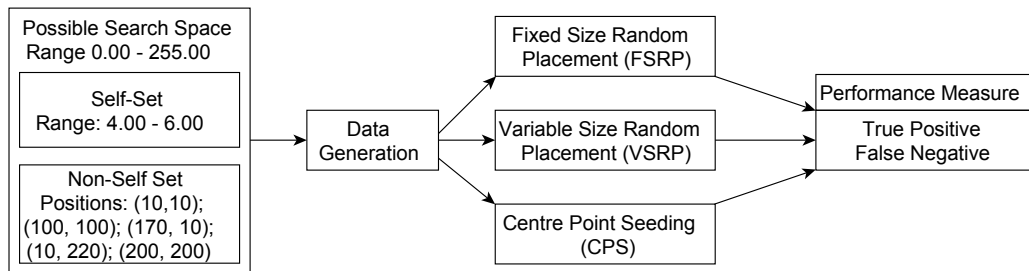 Possible Search Space
Range 0.00 - 255.00
Self-Set
Range: 4.00 - 6.00
Non-Self Set
Positions: (10,10);
(100, 100); (170, 10);
(10, 220); (200, 200)
Data
Generation
Fixed Size Random
Placement (FSRP)
Variable Size Random
Placement (VSRP)
Centre Point Seeding
(CPS)
Performance Measure
True Positive
False Negative